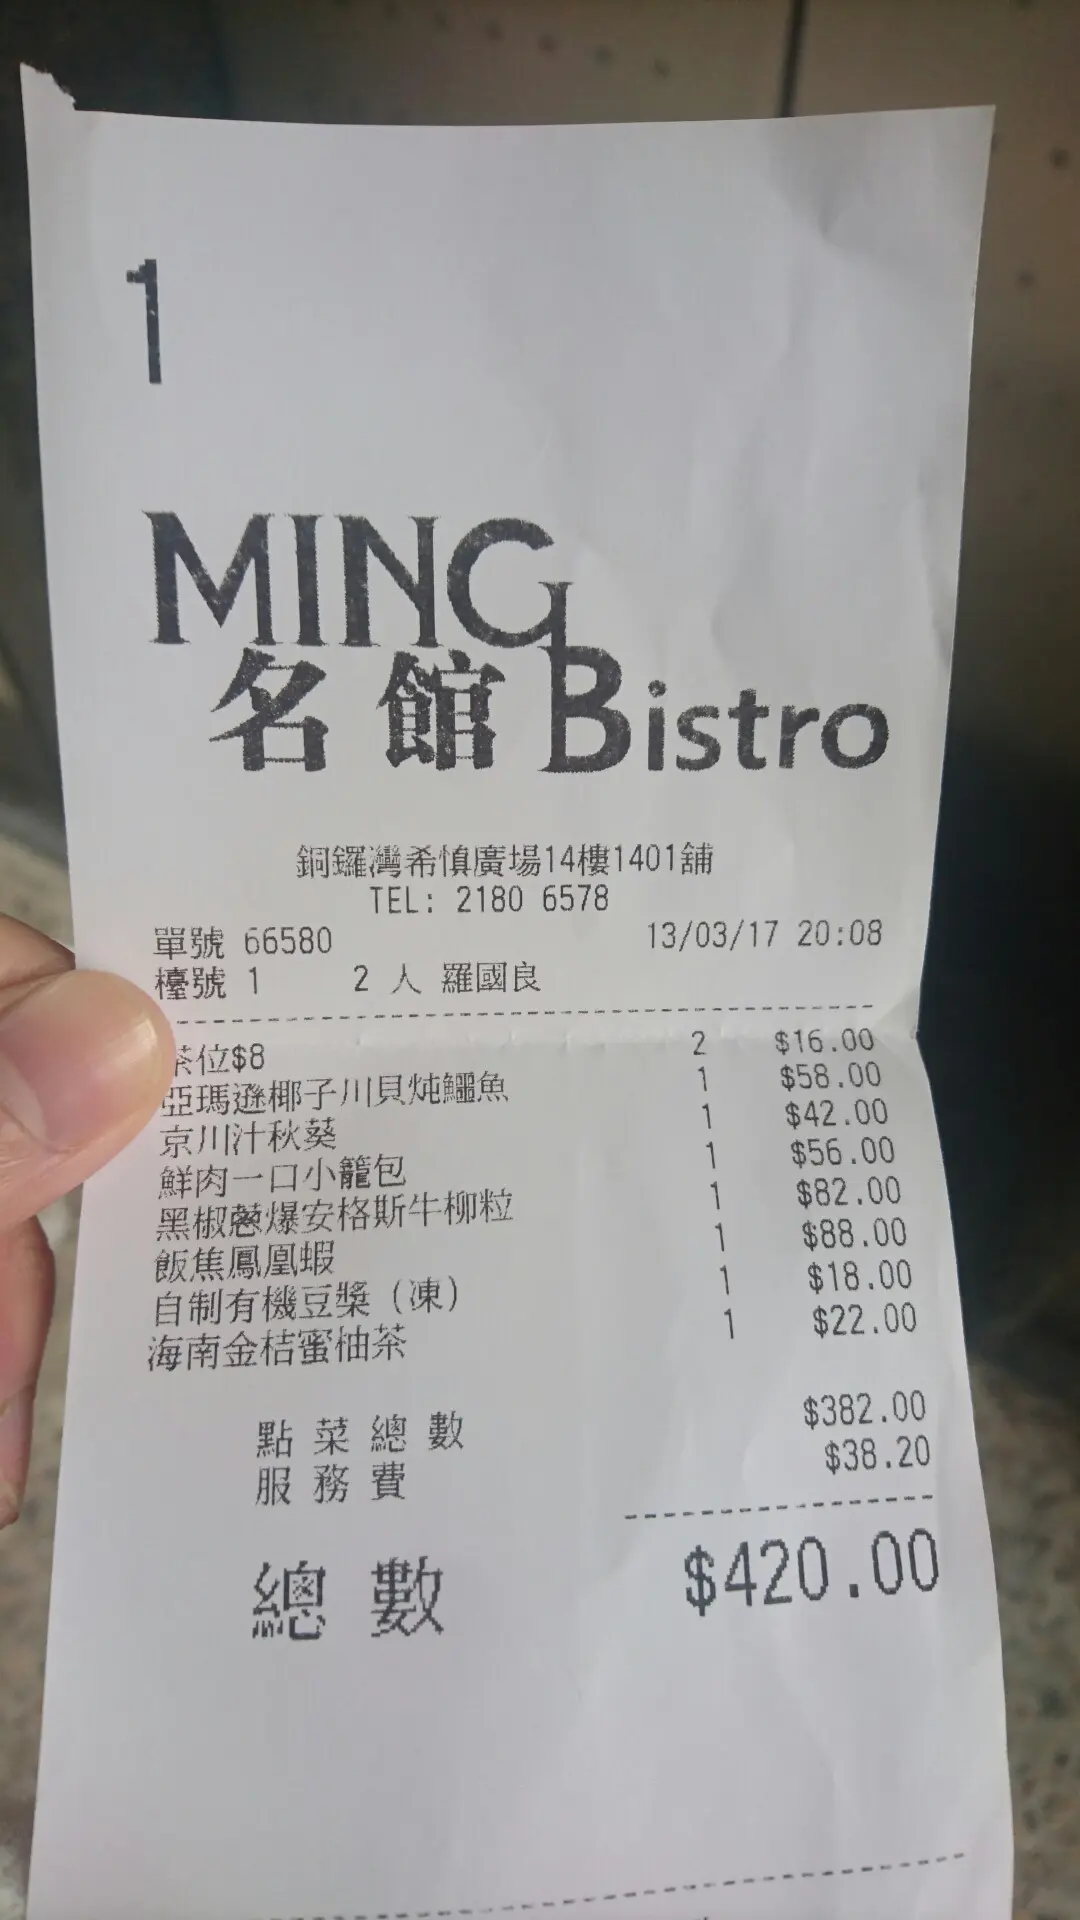 1
MING
名館 Bistro
銅鑼灣希慎廣場14樓1401舖
TEL: 2180 6578
單號 66580 13/03/17 20:08
檯號 1 2 人 羅國良
茶位$8 2 $16.00
亞瑪遜椰子川貝炖鱷魚 1 $58.00
京川汁秋葵 1 $42.00
鮮肉一口小籠包 1 $56.00
黑椒蔥爆安格斯牛柳粒 1 $82.00
飯焦鳳凰蝦 1 $88.00
自制有機豆獎（凍） 1 $18.00
海南金桔蜜柚茶 1 $22.00
點菜總數 $382.00
服務費 $38.20
總數 $420.00